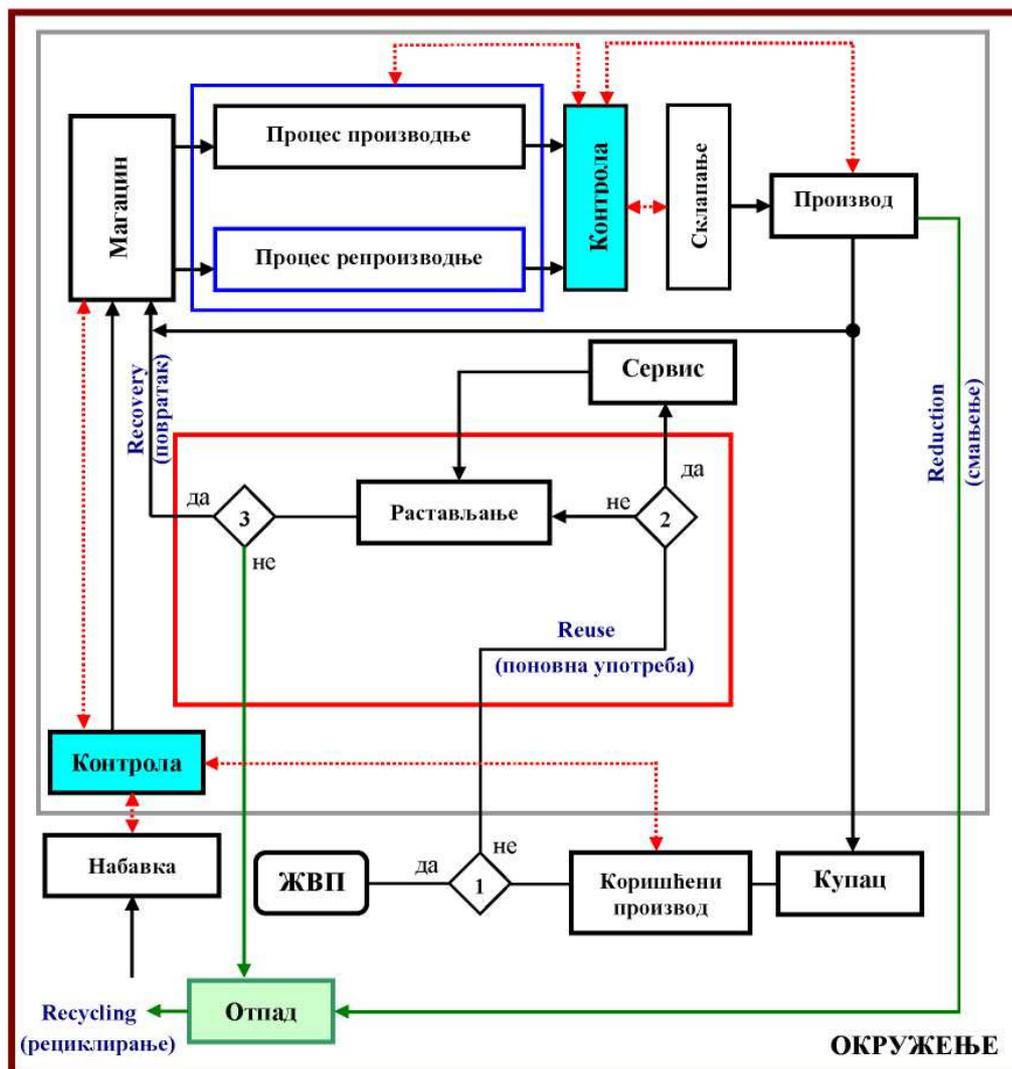 Процес производње
Магацин
Контрола
Склапање
Производ
Процес репроизводње
Recovery
(повратак)
Сервис
Reduction
(смањење)
да
не
да
3
Растављање
2
не
Reuse
(поновна употреба)
Контрола
Набавка
ЖВП
да
не
1
Коришћени
производ
Купац
Recycling
(рециклирање)
Отпад
ОКРУЖЕЊЕ